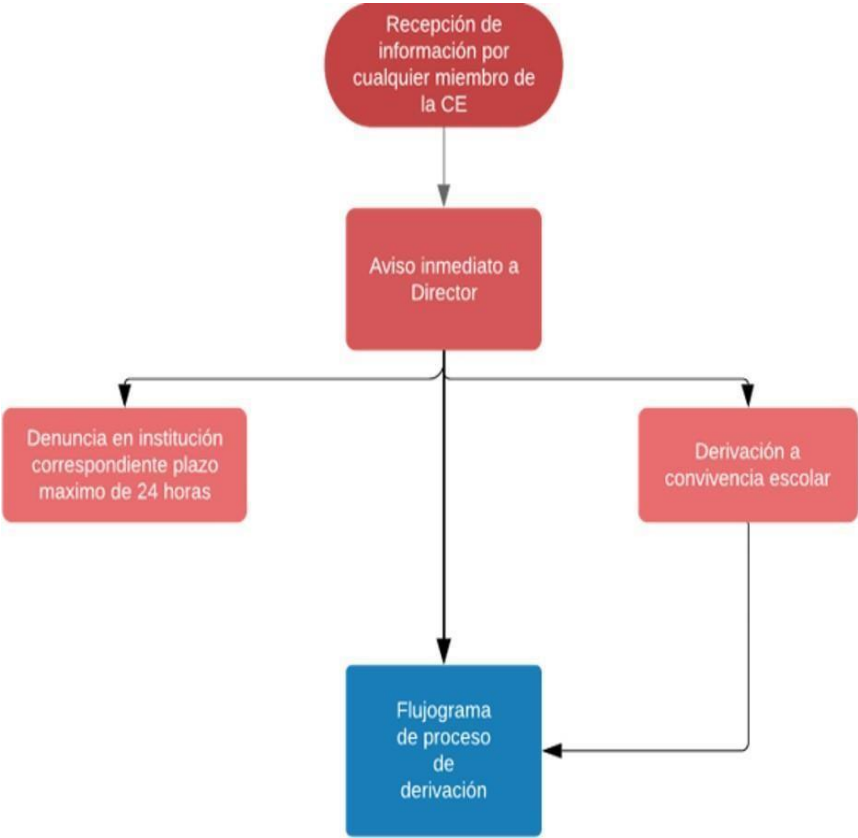 Recepción de
información por
cualquier miembro de
la CE
Aviso inmediato a
Director
Denuncia en institución
correspondiente plazo
maximo de 24 horas
Derivación a
convivencia escolar
Flujograma
de proceso
de
derivación